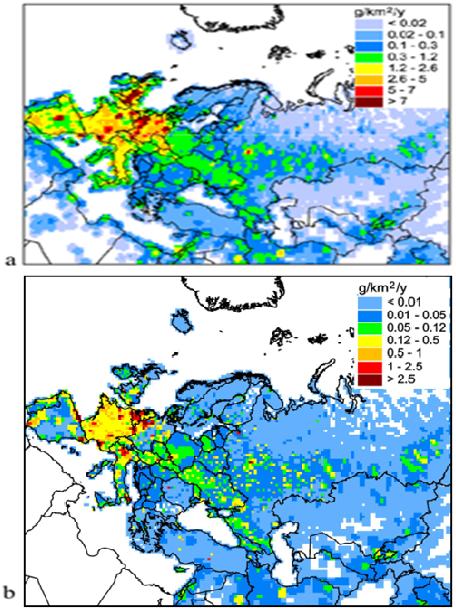 g/km²/y
< 0.02
0.02 - 0.1
0.1 - 0.3
0.3 - 1.2
1.2 - 2.6
2.6 - 5
5 - 7
> 7
a
g/km²/y
< 0.01
0.01 - 0.05
0.05 - 0.12
0.12 - 0.5
0.5 - 1
1 - 2.5
> 2.5
b